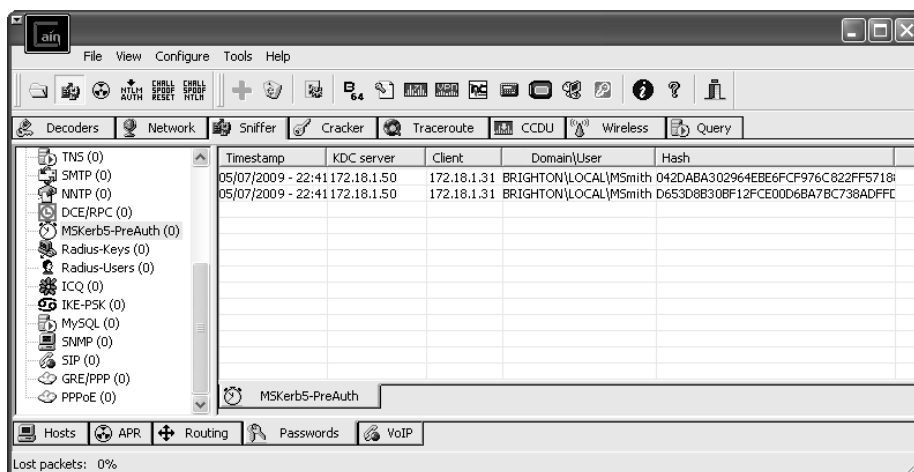 aın
File View Configure Tools Help
NTLM AUTH CHALL SPOOF RESET CHALL SPOOF NTLM B64 VPN
Decoders Network Sniffer Cracker Traceroute CCDU Wireless Query
TNS (0)
SMTP (0)
NNTP (0)
DCE/RPC (0)
MSKerb5-PreAuth (0)
Radius-Keys (0)
Radius-Users (0)
ICQ (0)
IKE-PSK (0)
MySQL (0)
SNMP (0)
SIP (0)
GRE/PPP (0)
PPPoE (0)
Timestamp KDC server Client Domain\User Hash
05/07/2009 - 22:41 172.18.1.50 172.18.1.31 BRIGHTON\LOCAL\MSmith 042DABA302964EBE6FCF976C822FF5718
05/07/2009 - 22:41 172.18.1.50 172.18.1.31 BRIGHTON\LOCAL\MSmith D653D8B30BF12FCE00D6BA7BC738ADFFD
MSKerb5-PreAuth
Hosts APR Routing Passwords VoIP
Lost packets: 0%